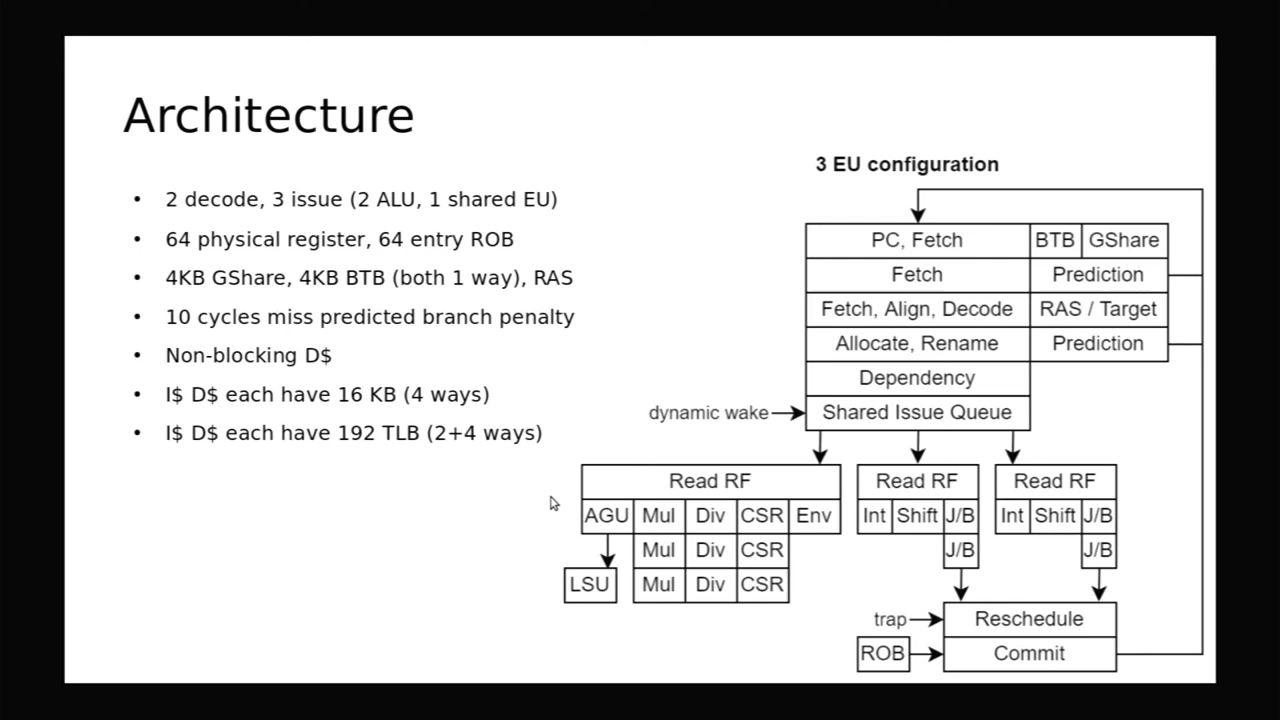 Architecture
• 2 decode, 3 issue (2 ALU, 1 shared EU)
• 64 physical register, 64 entry ROB
• 4KB GShare, 4KB BTB (both 1 way), RAS
• 10 cycles miss predicted branch penalty
• Non-blocking D$
• I$ D$ each have 16 KB (4 ways)
• I$ D$ each have 192 TLB (2+4 ways)
3 EU configuration
PC, Fetch BTB GShare
Fetch Prediction
Fetch, Align, Decode RAS / Target
Allocate, Rename Prediction
Dependency
dynamic wake Shared Issue Queue
Read RF Read RF Read RF
AGU Mul Div CSR Env Int Shift J/B Int Shift J/B
Mul Div CSR J/B J/B
LSU Mul Div CSR
trap Reschedule
ROB Commit